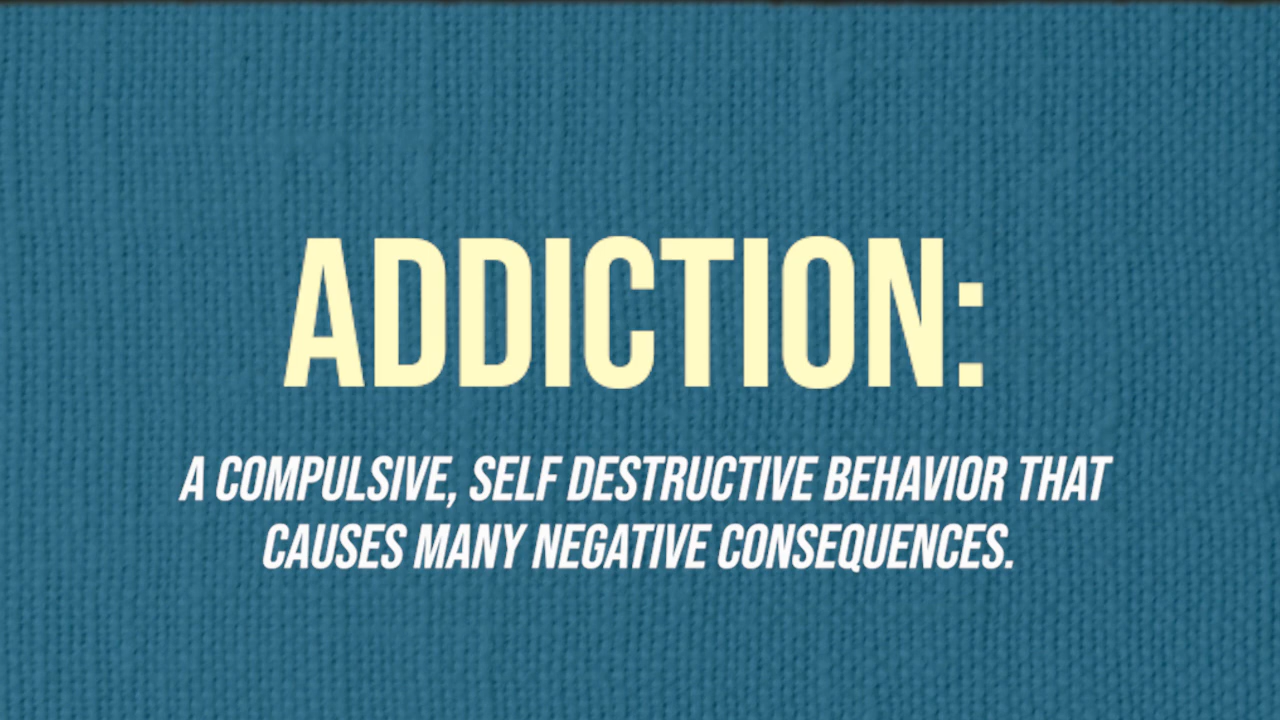 ADDICTION:
A COMPULSIVE, SELF DESTRUCTIVE BEHAVIOR THAT
CAUSES MANY NEGATIVE CONSEQUENCES.